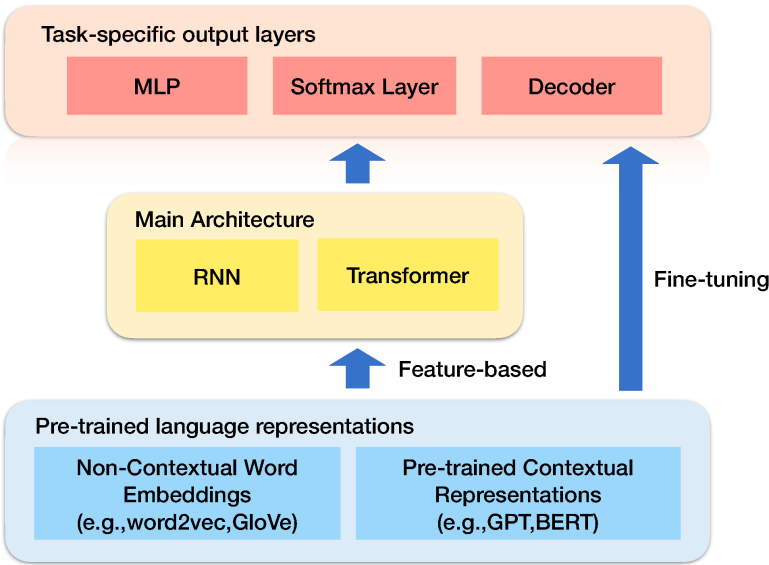 Task-specific output layers
MLP
Softmax Layer
Decoder
Main Architecture
RNN
Transformer
Fine-tuning
Feature-based
Pre-trained language representations
Non-Contextual Word
Embeddings
(e.g.,word2vec,GloVe)
Pre-trained Contextual
Representations
(e.g.,GPT,BERT)